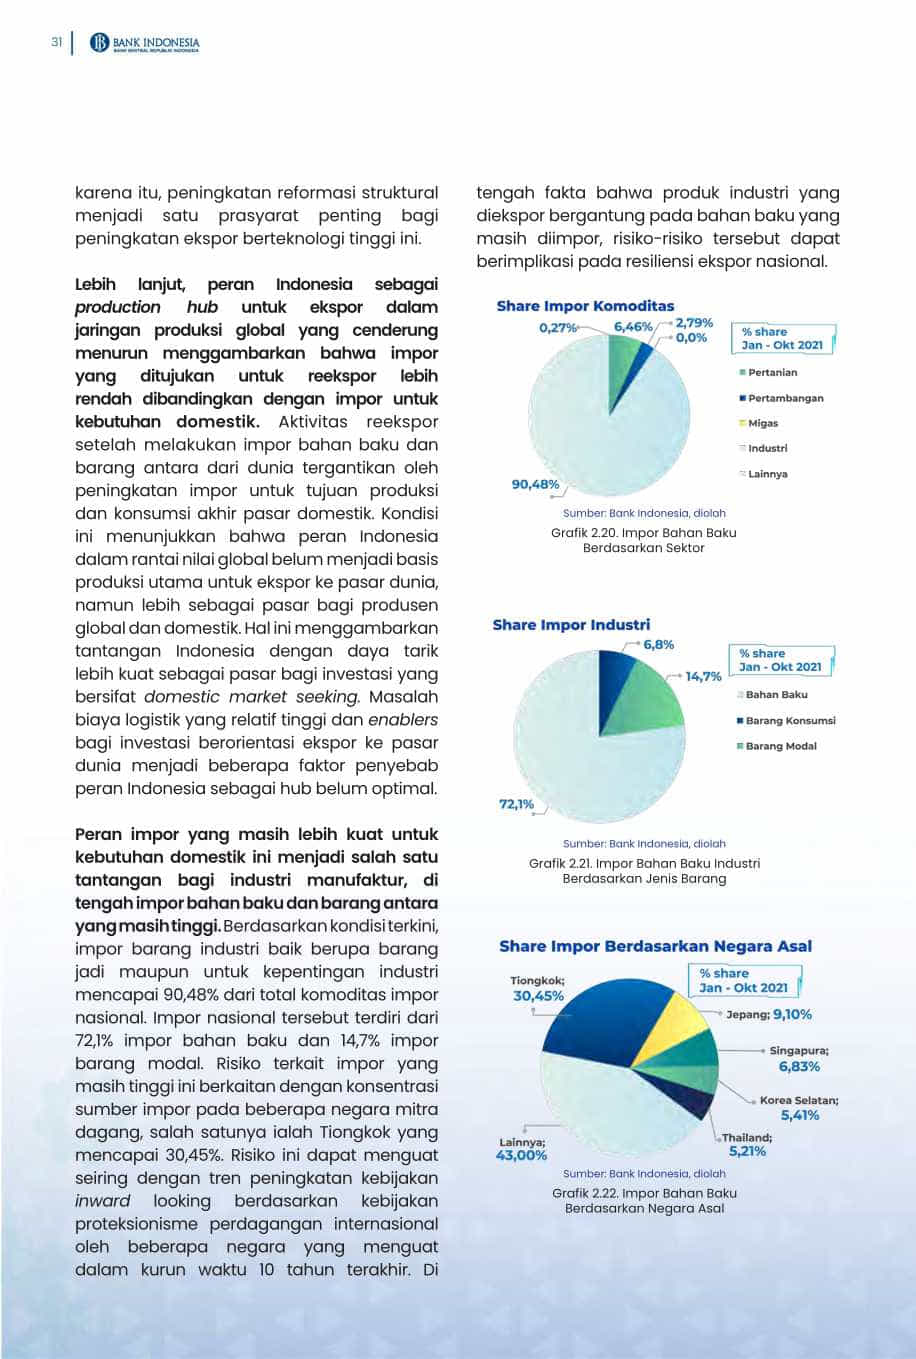 31
BANK INDONESIA
BANK SENTRAL REPUBLIK INDONESIA
karena itu, peningkatan reformasi struktural
menjadi satu prasyarat penting bagi
peningkatan ekspor berteknologi tinggi ini.
Lebih lanjut, peran Indonesia sebagai
production hub untuk ekspor dalam
jaringan produksi global yang cenderung
menurun menggambarkan bahwa impor
yang ditujukan untuk reekspor lebih
rendah dibandingkan dengan impor untuk
kebutuhan domestik. Aktivitas reekspor
setelah melakukan impor bahan baku dan
barang antara dari dunia tergantikan oleh
peningkatan impor untuk tujuan produksi
dan konsumsi akhir pasar domestik. Kondisi
ini menunjukkan bahwa peran Indonesia
dalam rantai nilai global belum menjadi basis
produksi utama untuk ekspor ke pasar dunia,
namun lebih sebagai pasar bagi produsen
global dan domestik. Hal ini menggambarkan
tantangan Indonesia dengan daya tarik
lebih kuat sebagai pasar bagi investasi yang
bersifat domestic market seeking. Masalah
biaya logistik yang relatif tinggi dan enablers
bagi investasi berorientasi ekspor ke pasar
dunia menjadi beberapa faktor penyebab
peran Indonesia sebagai hub belum optimal.
Peran impor yang masih lebih kuat untuk
kebutuhan domestik ini menjadi salah satu
tantangan bagi industri manufaktur, di
tengah impor bahan baku dan barang antara
yang masih tinggi. Berdasarkan kondisi terkini,
impor barang industri baik berupa barang
jadi maupun untuk kepentingan industri
mencapai 90,48% dari total komoditas impor
nasional. Impor nasional tersebut terdiri dari
72,1% impor bahan baku dan 14,7% impor
barang modal. Risiko terkait impor yang
masih tinggi ini berkaitan dengan konsentrasi
sumber impor pada beberapa negara mitra
dagang, salah satunya ialah Tiongkok yang
mencapai 30,45%. Risiko ini dapat menguat
seiring dengan tren peningkatan kebijakan
inward looking berdasarkan kebijakan
proteksionisme perdagangan internasional
oleh beberapa negara yang menguat
dalam kurun waktu 10 tahun terakhir. Di
tengah fakta bahwa produk industri yang
diekspor bergantung pada bahan baku yang
masih diimpor, risiko-risiko tersebut dapat
berimplikasi pada resiliensi ekspor nasional.
Share Impor Komoditas
0,27%
6,46%
2,79%
0,0%
90,48%
% share
Jan - Okt 2021
Pertanian
Pertambangan
Migas
Industri
Lainnya
Sumber: Bank Indonesia, diolah
Grafik 2.20. Impor Bahan Baku
Berdasarkan Sektor
Share Impor Industri
6,8%
14,7%
72,1%
% share
Jan - Okt 2021
Bahan Baku
Barang Konsumsi
Barang Modal
Sumber: Bank Indonesia, diolah
Grafik 2.21. Impor Bahan Baku Industri
Berdasarkan Jenis Barang
Share Impor Berdasarkan Negara Asal
% share
Jan - Okt 2021
Tiongkok;
30,45%
Jepang; 9,10%
Singapura;
6,83%
Korea Selatan;
5,41%
Thailand;
5,21%
Lainnya;
43,00%
Sumber: Bank Indonesia, diolah
Grafik 2.22. Impor Bahan Baku
Berdasarkan Negara Asal